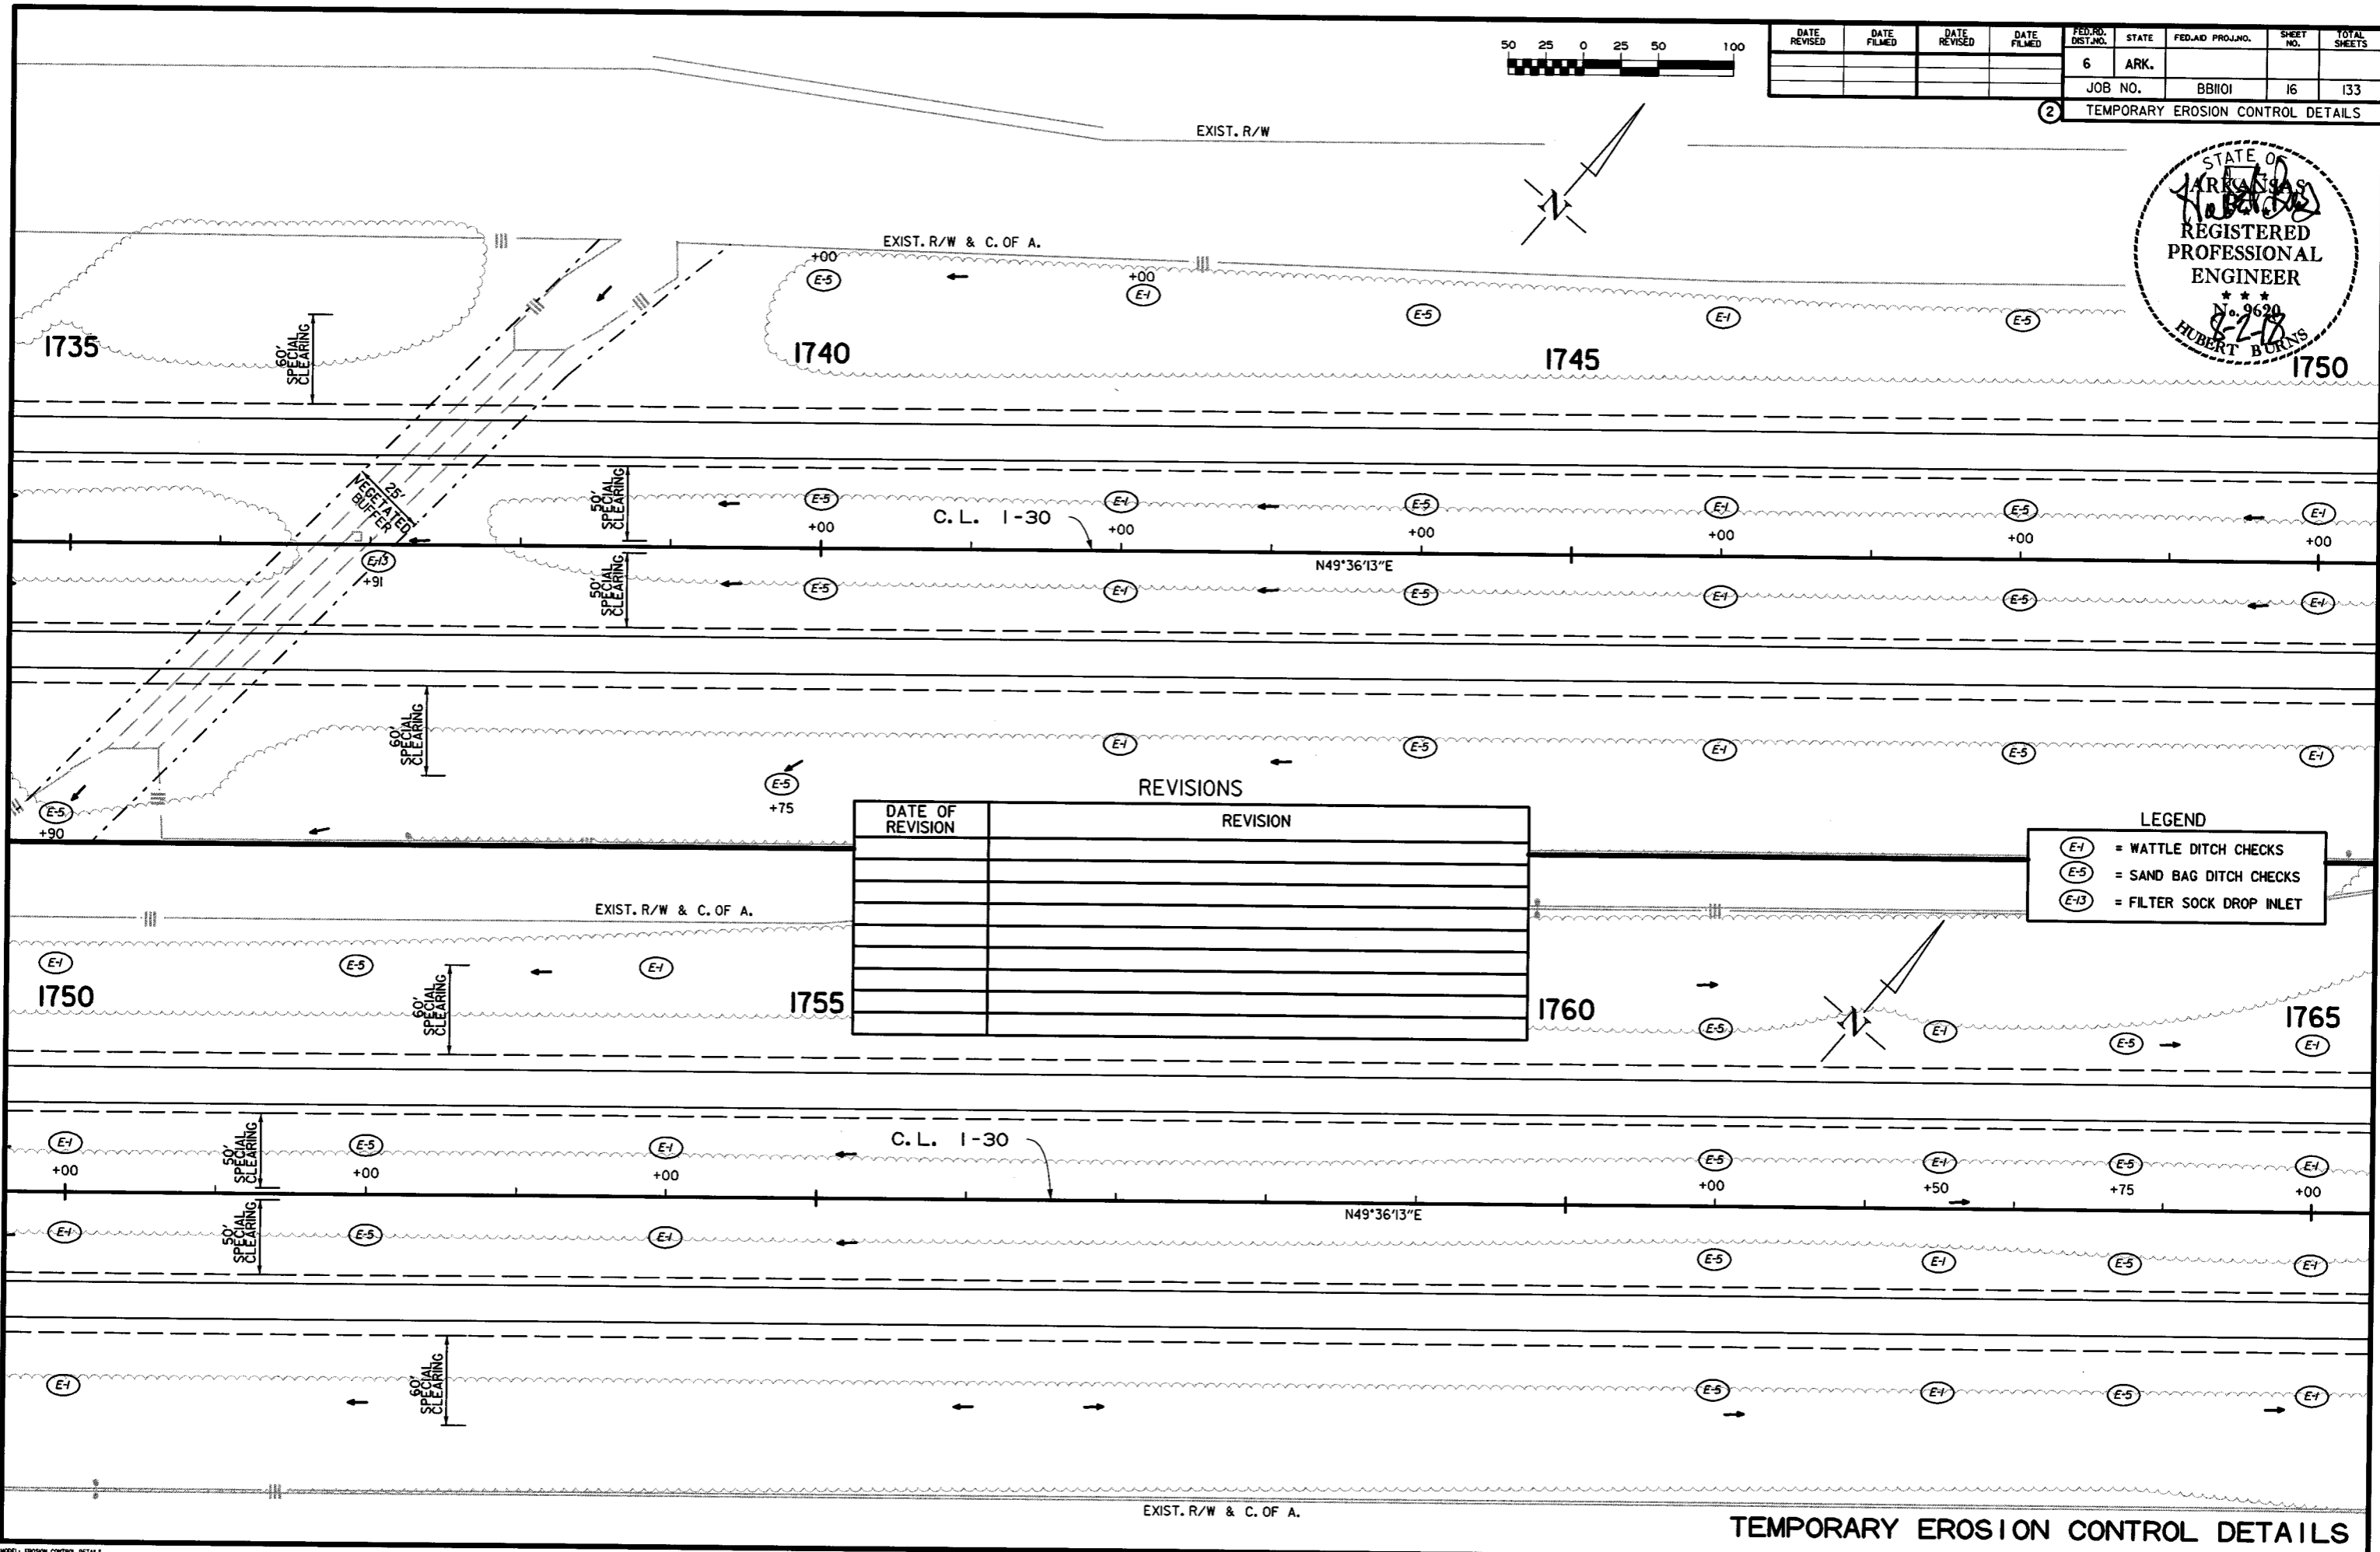 50 25 0 25 50 100
DATE REVISED
DATE FILMED
DATE REVISED
DATE FILMED
FED.RD. DIST.NO.
STATE
FED.AID PROJ.NO.
SHEET NO.
TOTAL SHEETS
6 ARK.
JOB NO. BB1101 16 133
2 TEMPORARY EROSION CONTROL DETAILS
EXIST. R/W
N
STATE OF
ARKANSAS
REGISTERED
PROFESSIONAL
ENGINEER
★ ★ ★
No. 9620
8-2-18
HUBERT BURNS
EXIST. R/W & C. OF A.
+00 +00
E-5 E-1 E-5 E-1 E-5
1735 1740 1745 1750
60' SPECIAL CLEARING
25' VEGETATED BUFFER
50' SPECIAL CLEARING
E-5 E-1 E-5 E-1 E-5 E-1
+00 +00 +00 +00 +00 +00
C.L. I-30
E-13
+91
N49°36'13"E
50' SPECIAL CLEARING
E-5 E-1 E-5 E-1 E-5 E-1
60' SPECIAL CLEARING
E-1 E-5 E-1 E-5 E-1
E-5
+75
E-5
+90
REVISIONS
DATE OF REVISION
REVISION
LEGEND
E-1 = WATTLE DITCH CHECKS
E-5 = SAND BAG DITCH CHECKS
E-13 = FILTER SOCK DROP INLET
EXIST. R/W & C. OF A.
E-1 E-5 E-1
1750 1755 1760 1765
60' SPECIAL CLEARING
N
E-5 E-1 E-5 E-1
50' SPECIAL CLEARING
E-1 E-5 E-1 E-5 E-1 E-5 E-1
+00 +00 +00 +00 +50 +75 +00
C.L. I-30
N49°36'13"E
50' SPECIAL CLEARING
E-1 E-5 E-1 E-5 E-1 E-5 E-1
60' SPECIAL CLEARING
E-1 E-5 E-1 E-5 E-1
EXIST. R/W & C. OF A.
TEMPORARY EROSION CONTROL DETAILS
MODEL: EROSION CONTROL DETAILS